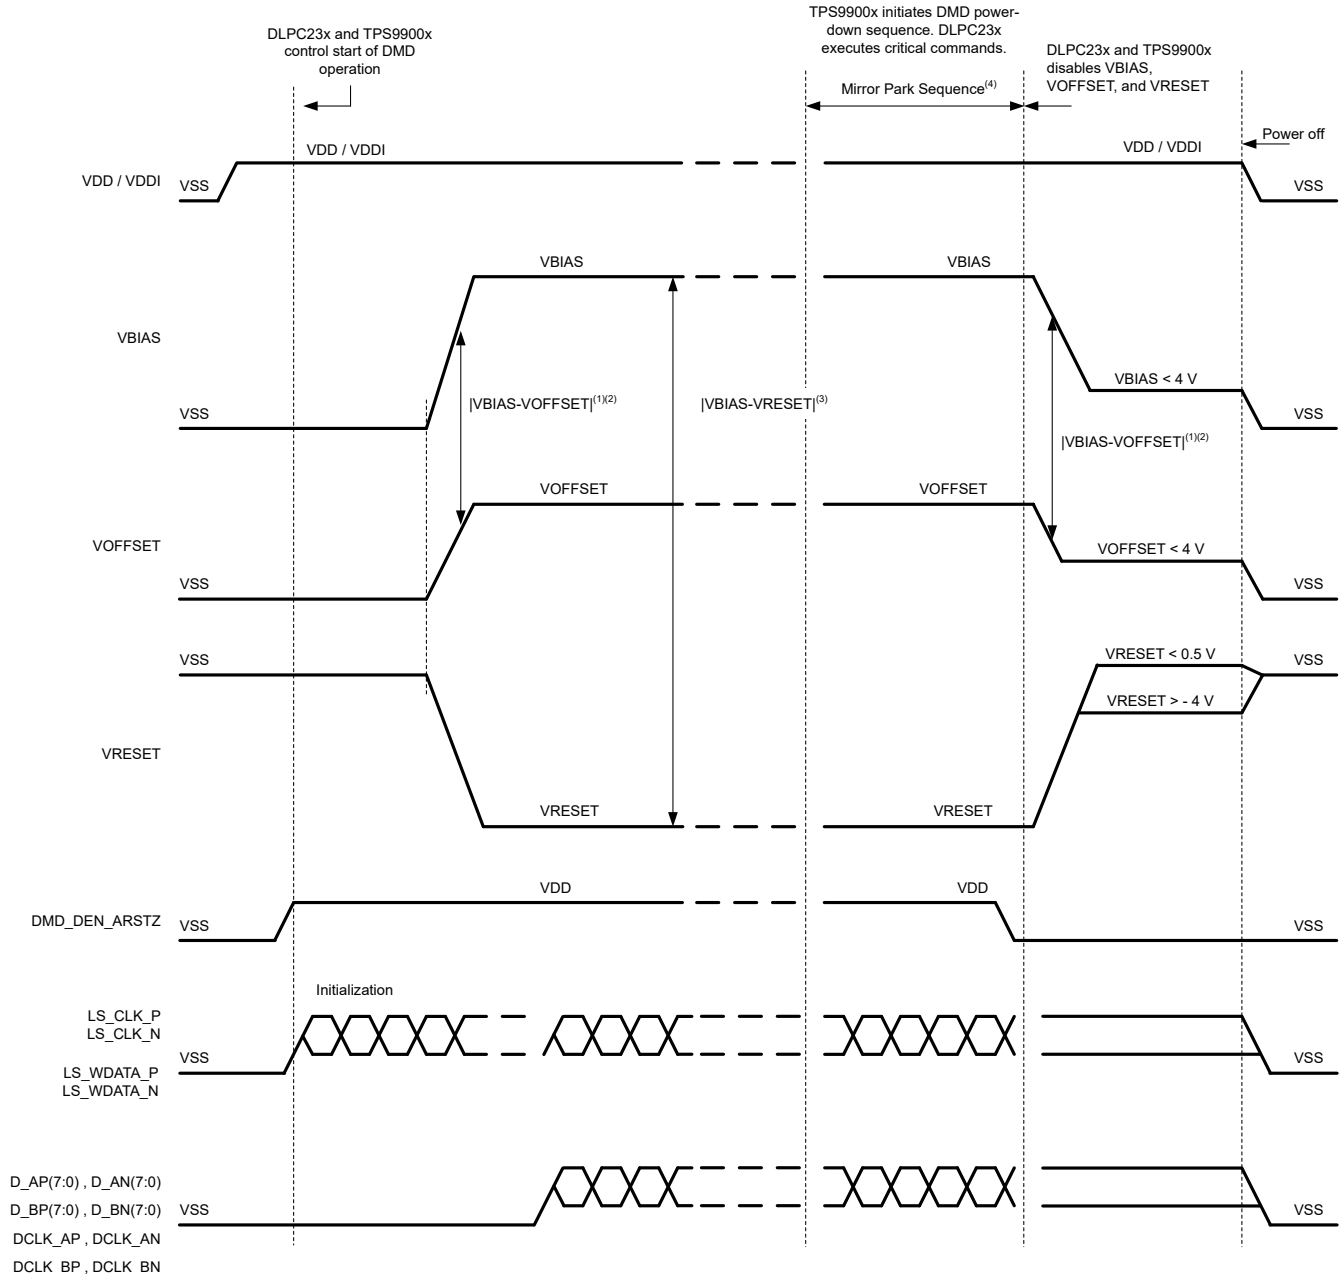 TPS9900x initiates DMD power-
down sequence. DLPC23x
executes critical commands.
DLPC23x and TPS9900x
control start of DMD
operation
DLPC23x and TPS9900x
disables VBIAS,
VOFFSET, and VRESET
Mirror Park Sequence(4)
Power off
VDD / VDDI
VDD / VDDI
VDD / VDDI
VSS
VSS
VBIAS
VBIAS
VBIAS
VBIAS < 4 V
|VBIAS-VOFFSET|(1)(2)
|VBIAS-VRESET|(3)
VSS
VSS
|VBIAS-VOFFSET|(1)(2)
VOFFSET
VOFFSET
VOFFSET
VOFFSET < 4 V
VSS
VSS
VSS
VRESET < 0.5 V
VSS
VRESET > - 4 V
VRESET
VRESET
VRESET
VDD
VDD
DMD_DEN_ARSTZ
VSS
VSS
Initialization
LS_CLK_P
LS_CLK_N
VSS
VSS
LS_WDATA_P
LS_WDATA_N
D_AP(7:0) , D_AN(7:0)
D_BP(7:0) , D_BN(7:0)
VSS
VSS
DCLK_AP , DCLK_AN
DCLK_BP , DCLK_BN